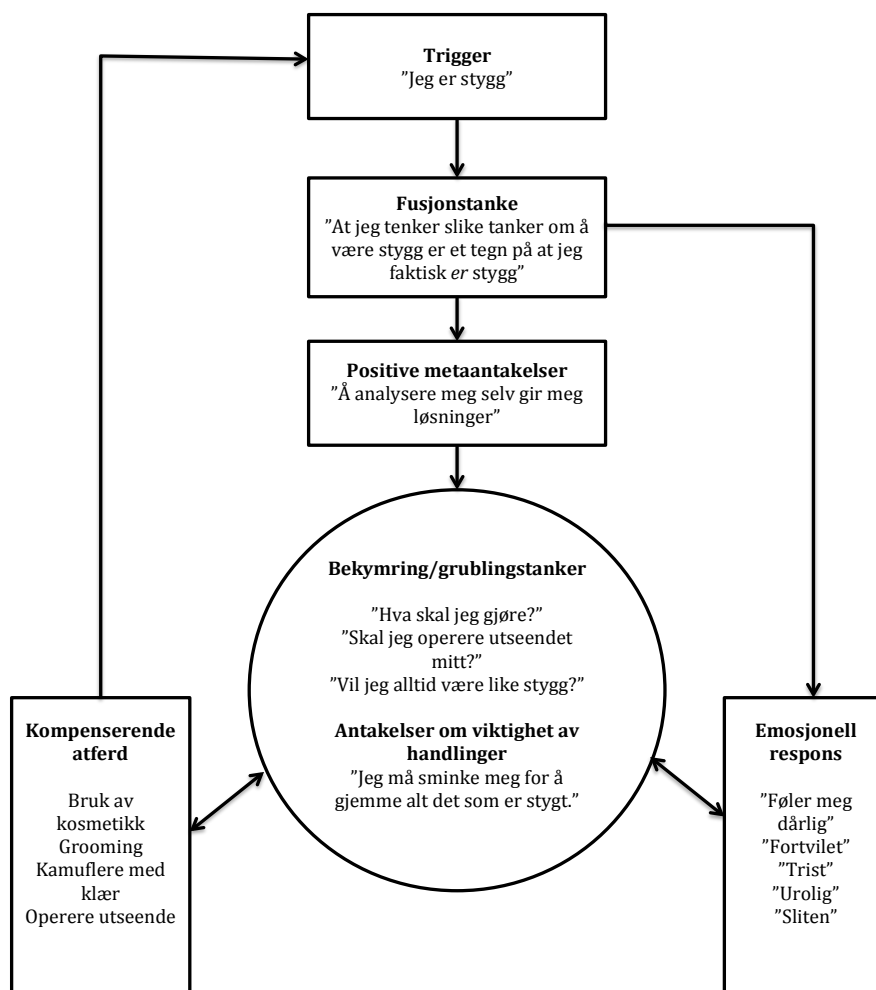 Trigger
”Jeg er stygg”
Fusjonstanke
”At jeg tenker slike tanker om å
være stygg er et tegn på at jeg
faktisk er stygg”
Positive metaantakelser
”Å analysere meg selv gir meg
løsninger”
Bekymring/grublingstanker
”Hva skal jeg gjøre?”
”Skal jeg operere utseendet
mitt?”
”Vil jeg alltid være like stygg?”
Antakelser om viktighet av
handlinger
”Jeg må sminke meg for å
gjemme alt det som er stygt.”
Kompenserende
atferd
Bruk av
kosmetikk
Grooming
Kamuflere med
klær
Operere utseende
Emosjonell
respons
”Føler meg
dårlig”
”Fortvilet”
”Trist”
”Urolig”
”Sliten”